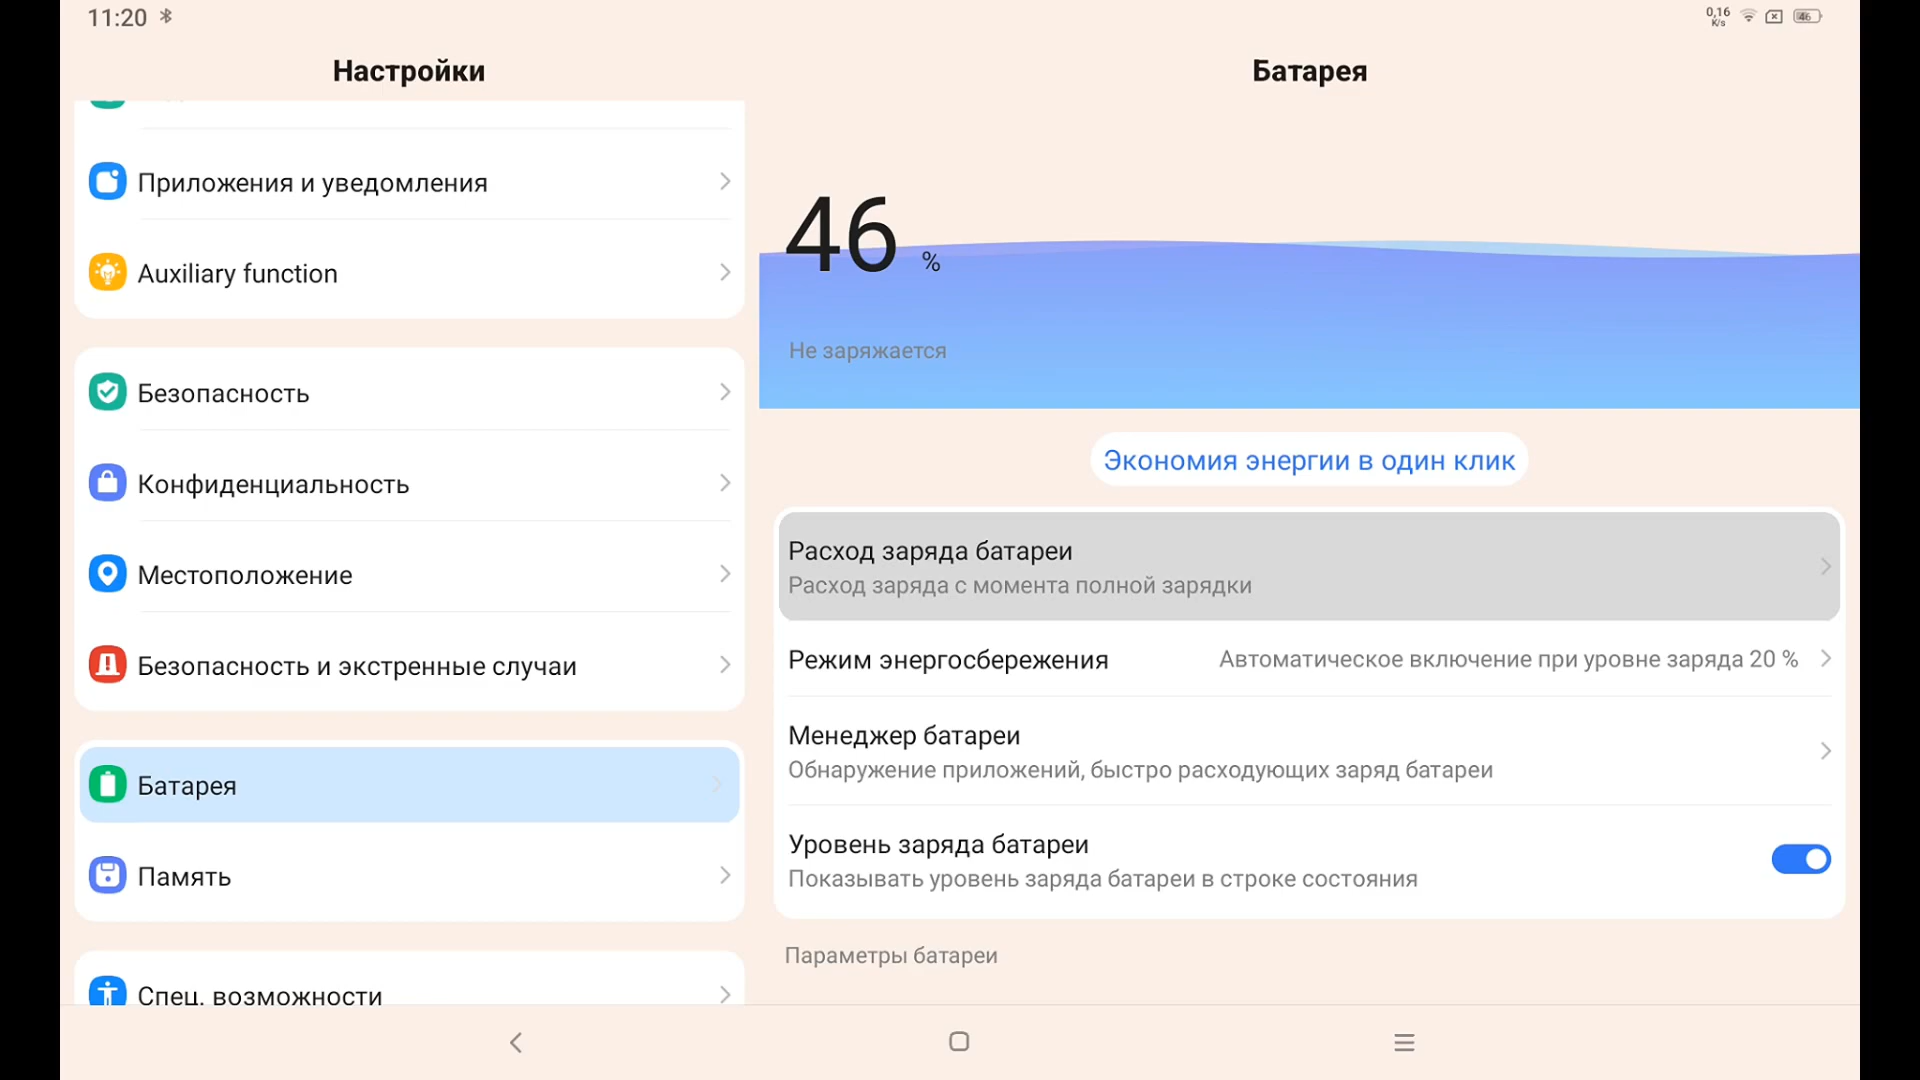 11:20
0,16
K/s
46
Настройки
Батарея
Приложения и уведомления
Auxiliary function
Безопасность
Конфиденциальность
Местоположение
Безопасность и экстренные случаи
Батарея
Память
Спец. возможности
46 %
Не заряжается
Экономия энергии в один клик
Расход заряда батареи
Расход заряда с момента полной зарядки
Режим энергосбережения
Автоматическое включение при уровне заряда 20 %
Менеджер батареи
Обнаружение приложений, быстро расходующих заряд батареи
Уровень заряда батареи
Показывать уровень заряда батареи в строке состояния
Параметры батареи